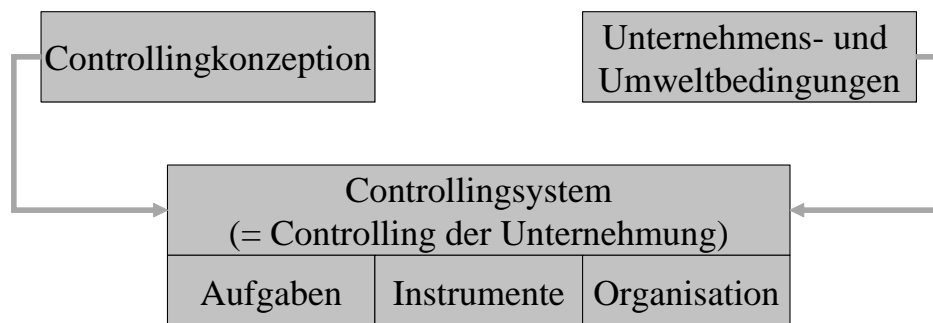 Controllingkonzeption
Unternehmens- und
Umweltbedingungen
Controllingsystem
(= Controlling der Unternehmung)
Aufgaben
Instrumente
Organisation